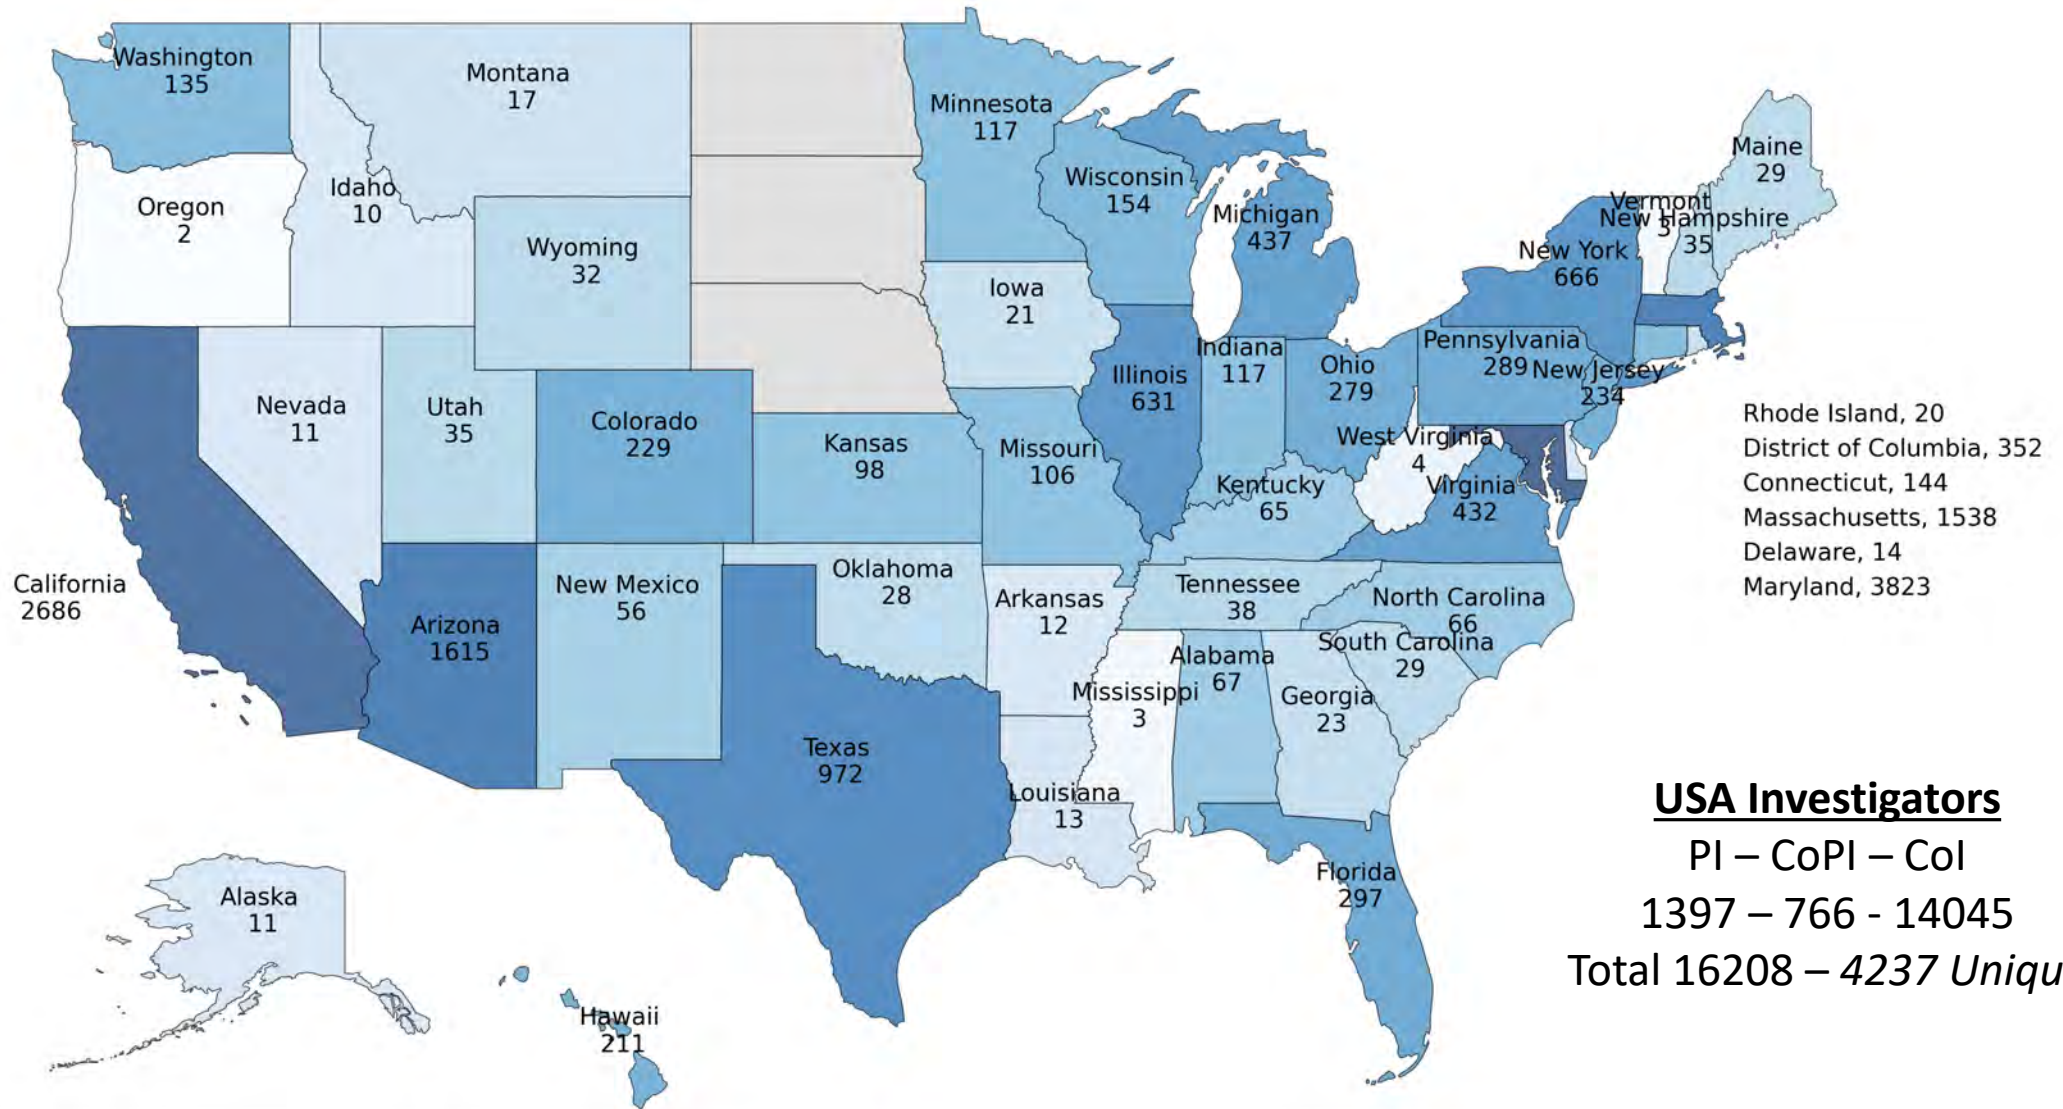 Washington
135
Montana
17
Minnesota
117
Maine
29
Oregon
2
Idaho
10
Wisconsin
154
Michigan
437
Vermont
3
New Hampshire
35
Wyoming
32
New York
666
Iowa
21
Nevada
11
Utah
35
Colorado
229
Kansas
98
Missouri
106
Illinois
631
Indiana
117
Ohio
279
Pennsylvania
289
New Jersey
234
West Virginia
4
Virginia
432
Kentucky
65
Rhode Island, 20
District of Columbia, 352
Connecticut, 144
Massachusetts, 1538
Delaware, 14
Maryland, 3823
California
2686
Arizona
1615
New Mexico
56
Oklahoma
28
Arkansas
12
Tennessee
38
North Carolina
66
South Carolina
29
Texas
972
Louisiana
13
Mississippi
3
Alabama
67
Georgia
23
Florida
297
Alaska
11
Hawaii
211
USA Investigators
PI – CoPI – CoI
1397 – 766 - 14045
Total 16208 – 4237 Uniqu